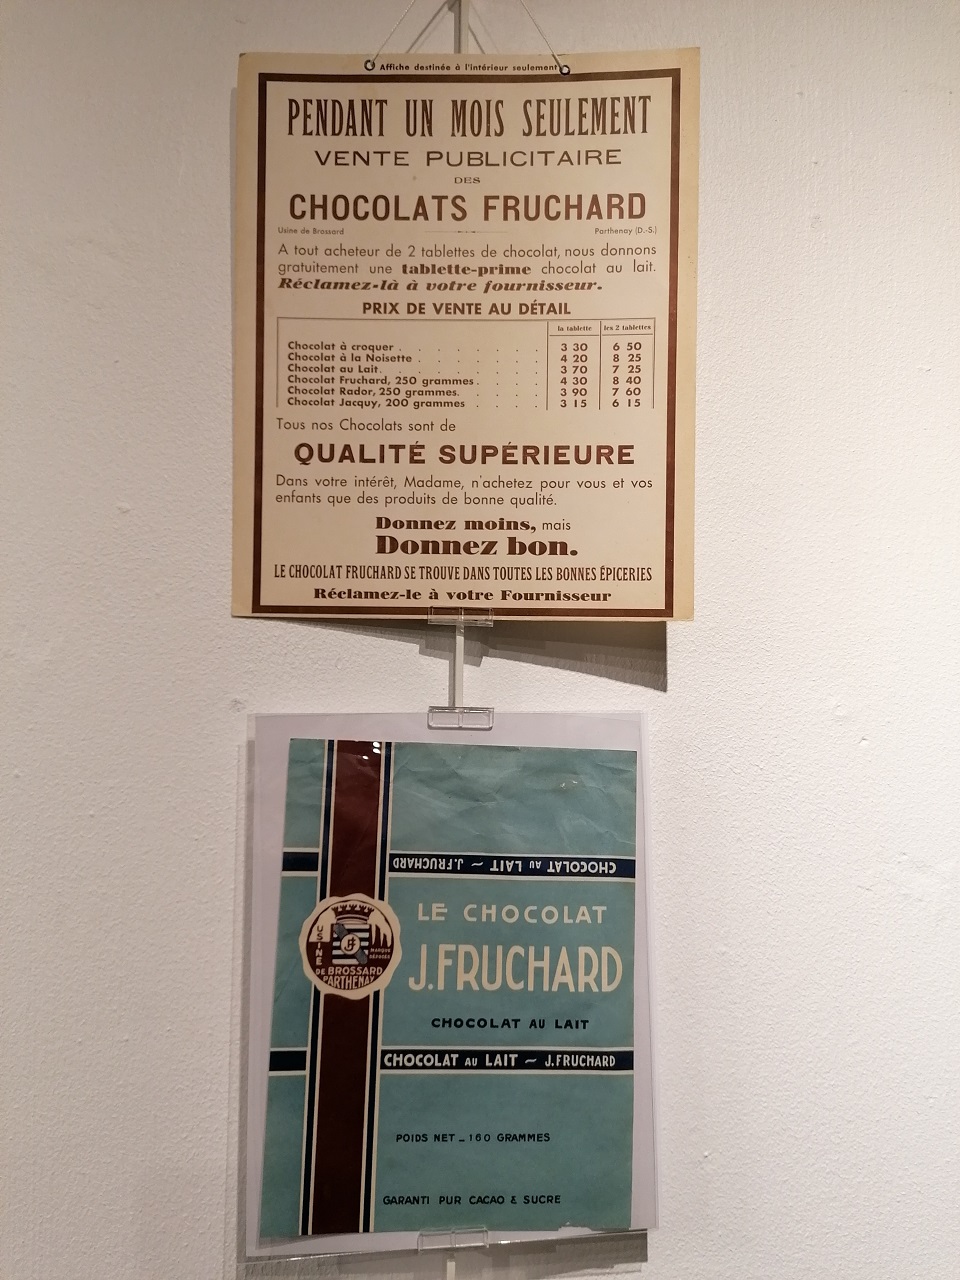 Affiche destinée à l'intérieur seulement
PENDANT UN MOIS SEULEMENT
VENTE PUBLICITAIRE
DES
CHOCOLATS FRUCHARD
Usine de Brossard Parthenay (D.-S.)
A tout acheteur de 2 tablettes de chocolat, nous donnons
gratuitement une tablette-prime chocolat au lait.
Réclamez-là à votre fournisseur.
PRIX DE VENTE AU DÉTAIL
la tablette les 2 tablettes
Chocolat à croquer . . . . . . 3 30 6 50
Chocolat à la Noisette . . . . . . 4 20 8 25
Chocolat au Lait. . . . . . . 3 70 7 25
Chocolat Fruchard, 250 grammes . . . . 4 30 8 40
Chocolat Rador, 250 grammes. . . . . 3 90 7 60
Chocolat Jacquy, 200 grammes . . . . 3 15 6 15
Tous nos Chocolats sont de
QUALITÉ SUPÉRIEURE
Dans votre intérêt, Madame, n'achetez pour vous et vos
enfants que des produits de bonne qualité.
Donnez moins, mais
Donnez bon.
LE CHOCOLAT FRUCHARD SE TROUVE DANS TOUTES LES BONNES ÉPICERIES
Réclamez-le à votre Fournisseur
CHOCOLAT AU LAIT ~ J.FRUCHARD
LE CHOCOLAT
J.FRUCHARD
USINE
JF
MARQUE
DÉPOSÉE
DE BROSSARD
PARTHENAY
CHOCOLAT AU LAIT
CHOCOLAT AU LAIT ~ J.FRUCHARD
POIDS NET _ 160 GRAMMES
GARANTI PUR CACAO & SUCRE